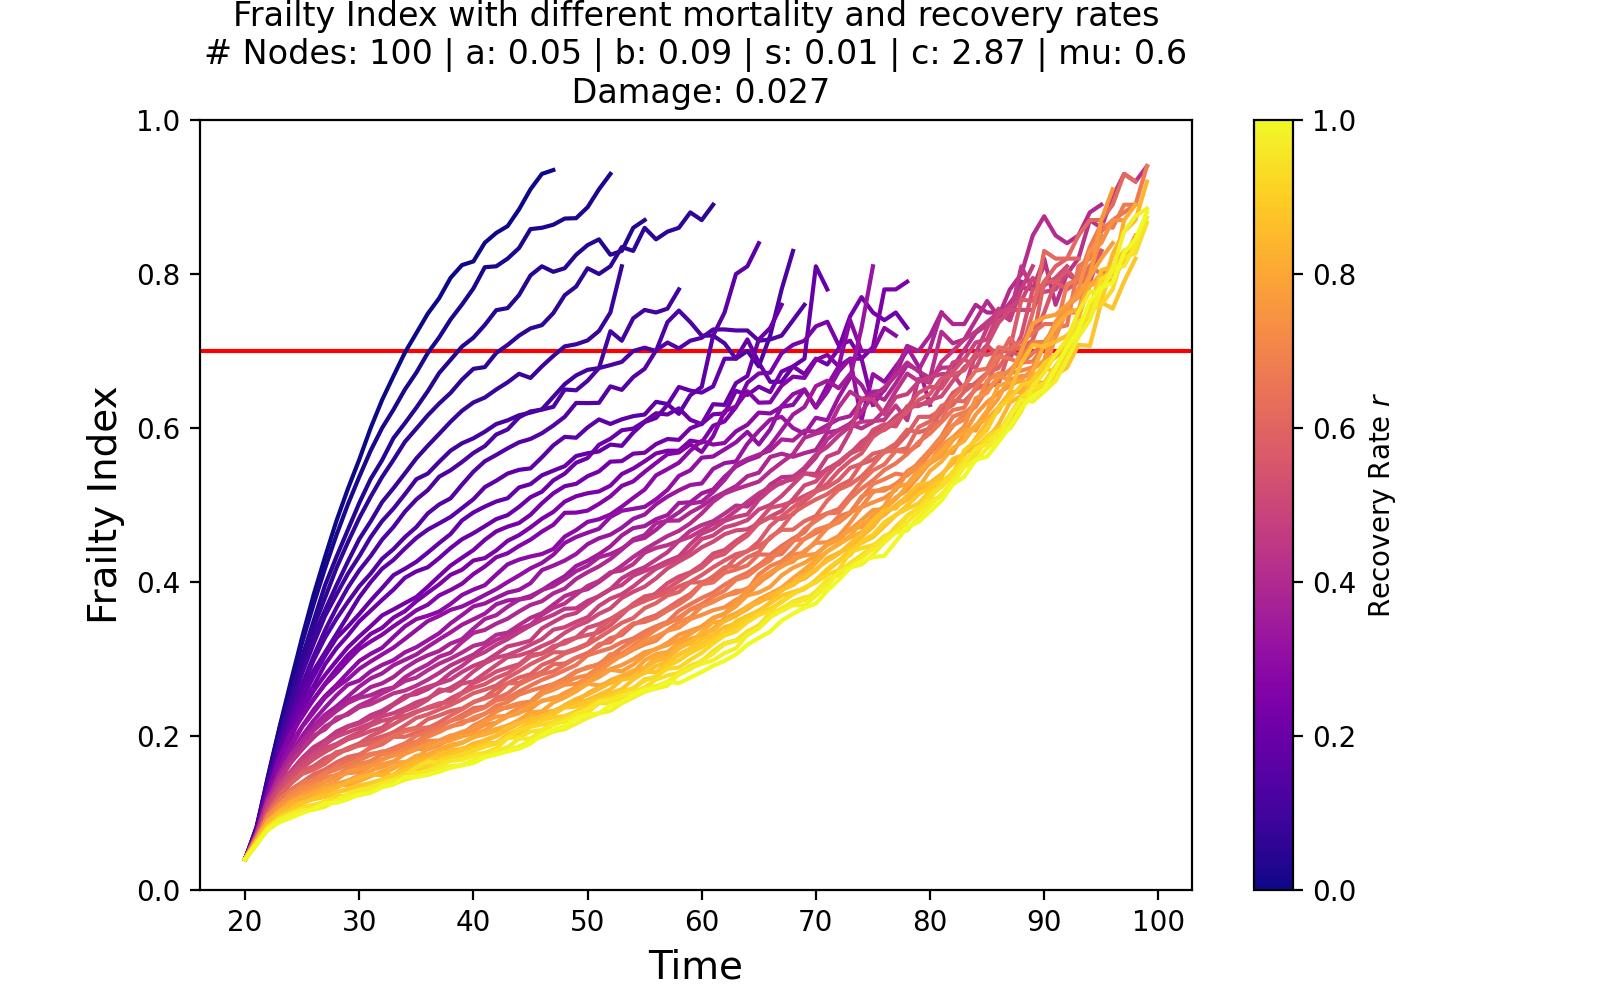 Frailty Index with different mortality and recovery rates
# Nodes: 100 | a: 0.05 | b: 0.09 | s: 0.01 | c: 2.87 | mu: 0.6
Damage: 0.027
1.0
0.8
0.6
0.4
0.2
0.0
Frailty Index
20 30 40 50 60 70 80 90 100
Time
1.0
0.8
0.6
0.4
0.2
0.0
Recovery Rate r